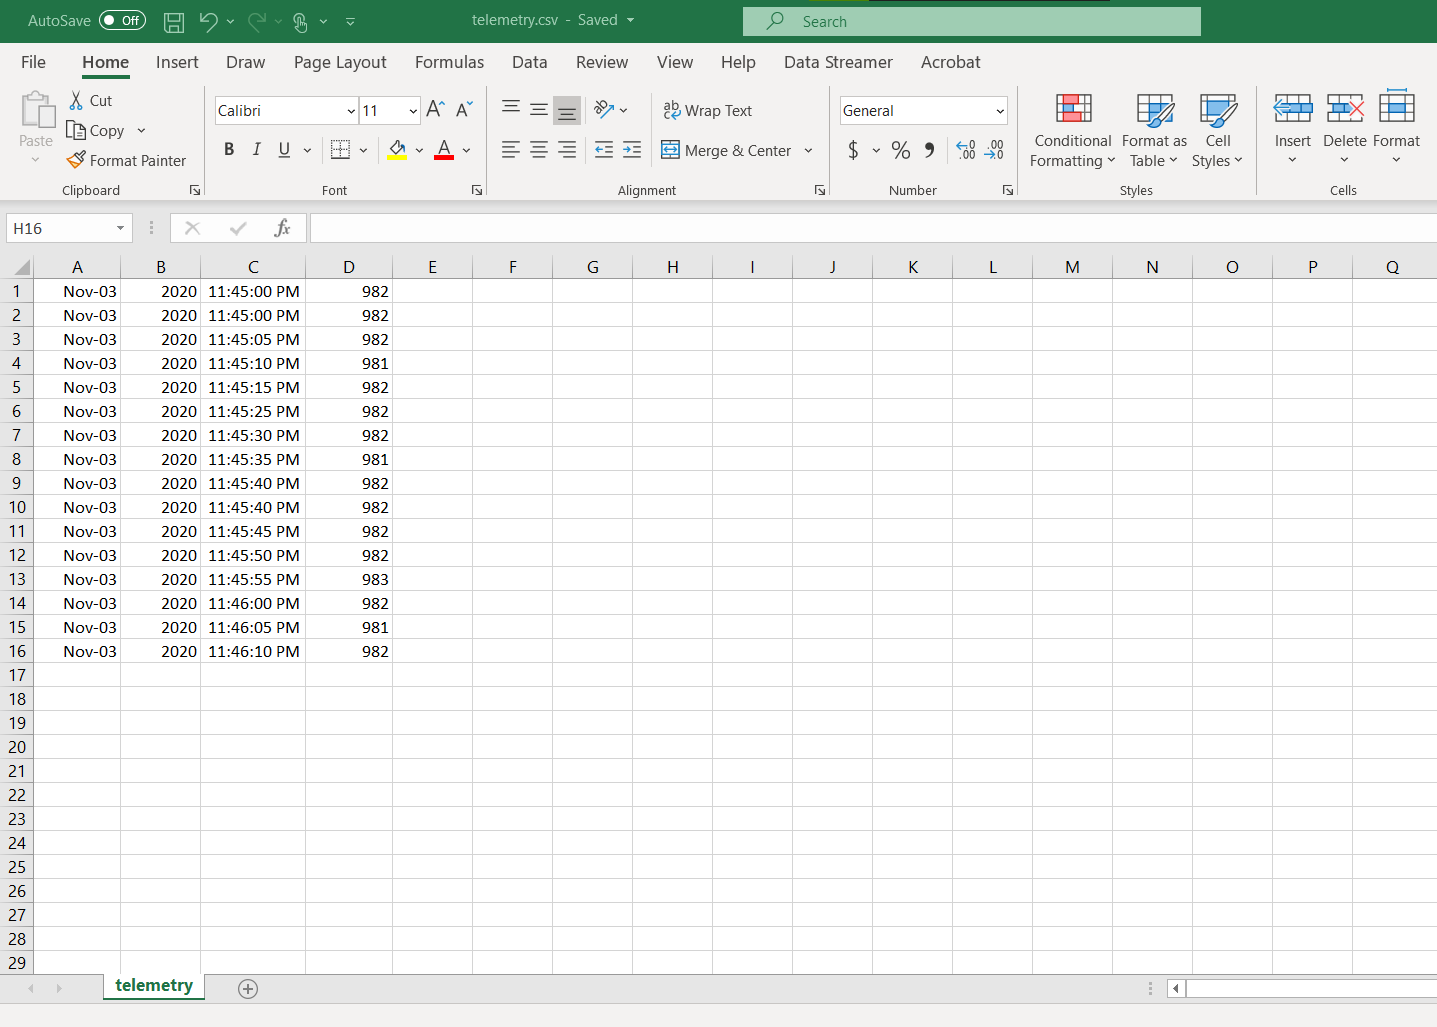 AutoSave Off telemetry.csv - Saved Search
File Home Insert Draw Page Layout Formulas Data Review View Help Data Streamer Acrobat
Paste
Cut
Copy
Format Painter
Clipboard
Calibri 11
B I U
Font
Wrap Text
Merge & Center
Alignment
General
$ % 9 .00 .00
Number
Conditional Formatting
Format as Table
Cell Styles
Styles
Insert Delete Format
Cells
H16 fx
A B C D E F G H I J K L M N O P Q
1 Nov-03 2020 11:45:00 PM 982
2 Nov-03 2020 11:45:00 PM 982
3 Nov-03 2020 11:45:05 PM 982
4 Nov-03 2020 11:45:10 PM 981
5 Nov-03 2020 11:45:15 PM 982
6 Nov-03 2020 11:45:25 PM 982
7 Nov-03 2020 11:45:30 PM 982
8 Nov-03 2020 11:45:35 PM 981
9 Nov-03 2020 11:45:40 PM 982
10 Nov-03 2020 11:45:40 PM 982
11 Nov-03 2020 11:45:45 PM 982
12 Nov-03 2020 11:45:50 PM 982
13 Nov-03 2020 11:45:55 PM 983
14 Nov-03 2020 11:46:00 PM 982
15 Nov-03 2020 11:46:05 PM 981
16 Nov-03 2020 11:46:10 PM 982
17
18
19
20
21
22
23
24
25
26
27
28
29
telemetry